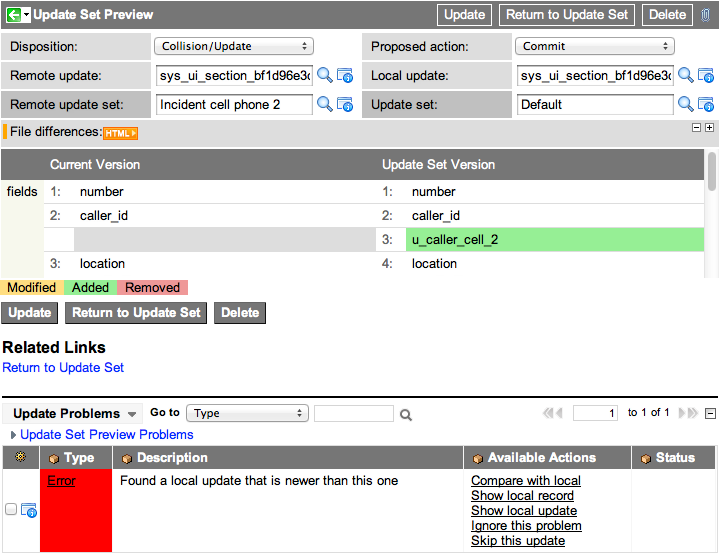 Update Set Preview Update Return to Update Set Delete
Disposition: Collision/Update Proposed action: Commit
Remote update: sys_ui_section_bf1d96e3c Local update: sys_ui_section_bf1d96e3c
Remote update set: Incident cell phone 2 Update set: Default
File differences: HTML
Current Version Update Set Version
fields 1: number 1: number
2: caller_id 2: caller_id
3: u_caller_cell_2
3: location 4: location
Modified Added Removed
Update Return to Update Set Delete
Related Links
Return to Update Set
Update Problems Go to Type 1 to 1 of 1
Update Set Preview Problems
Type Description Available Actions Status
Error Found a local update that is newer than this one Compare with local
Show local record
Show local update
Ignore this problem
Skip this update